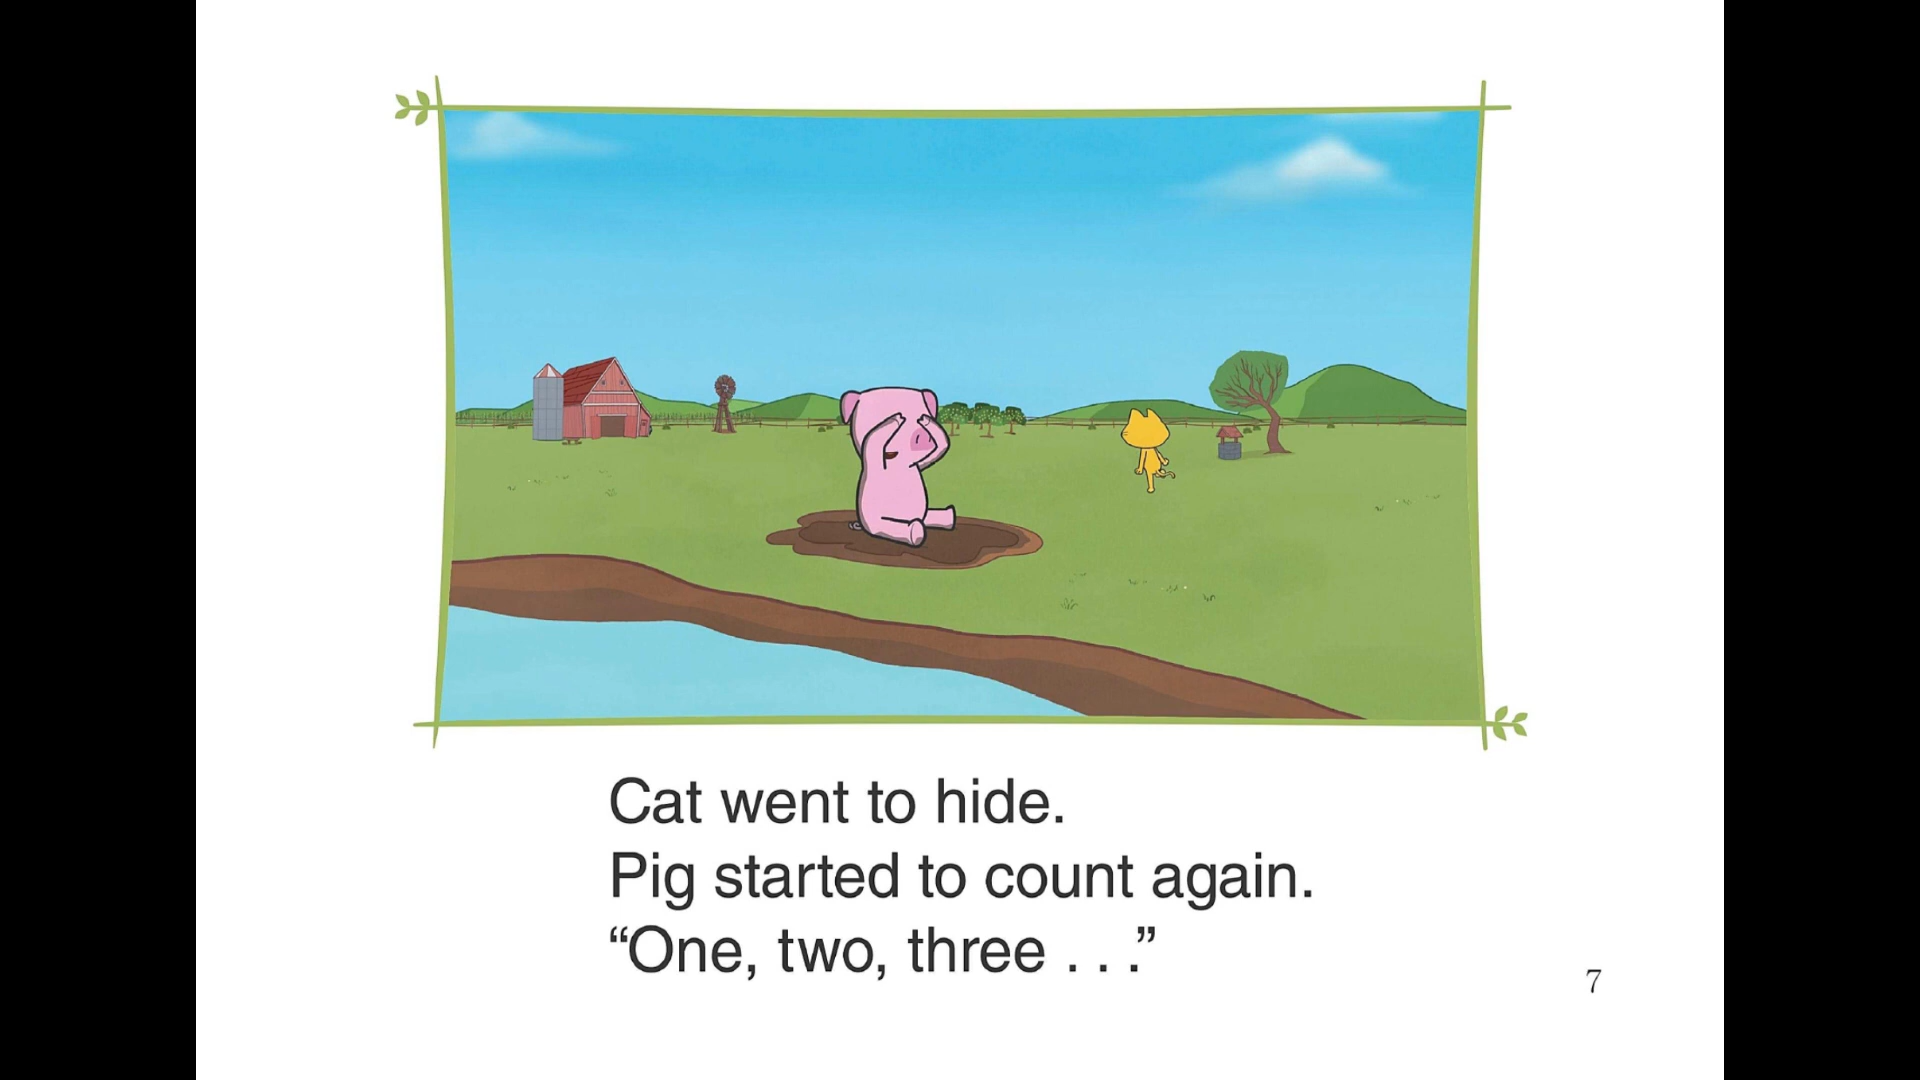 Cat went to hide.
Pig started to count again.
“One, two, three . . .”
7